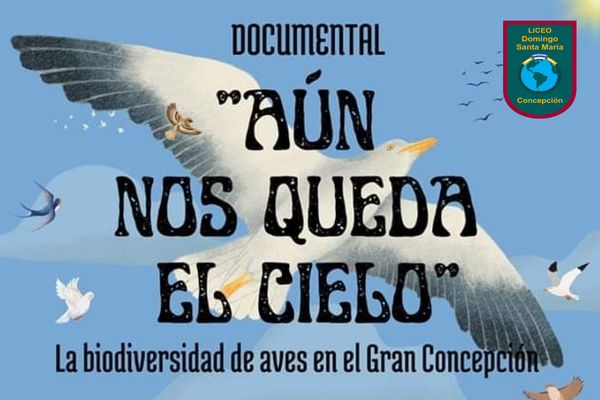 DOCUMENTAL
LICEO
Domingo
Santa María
Concepción
"AÚN
NOS QUEDA
EL CIELO"
La biodiversidad de aves en el Gran Concepción